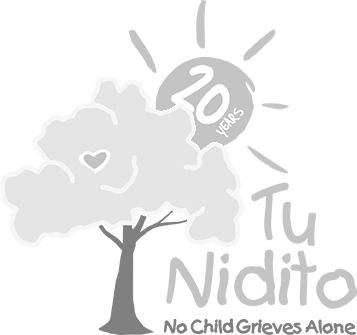 20
YEARS
Tu
Nidito
No Child Grieves Alone